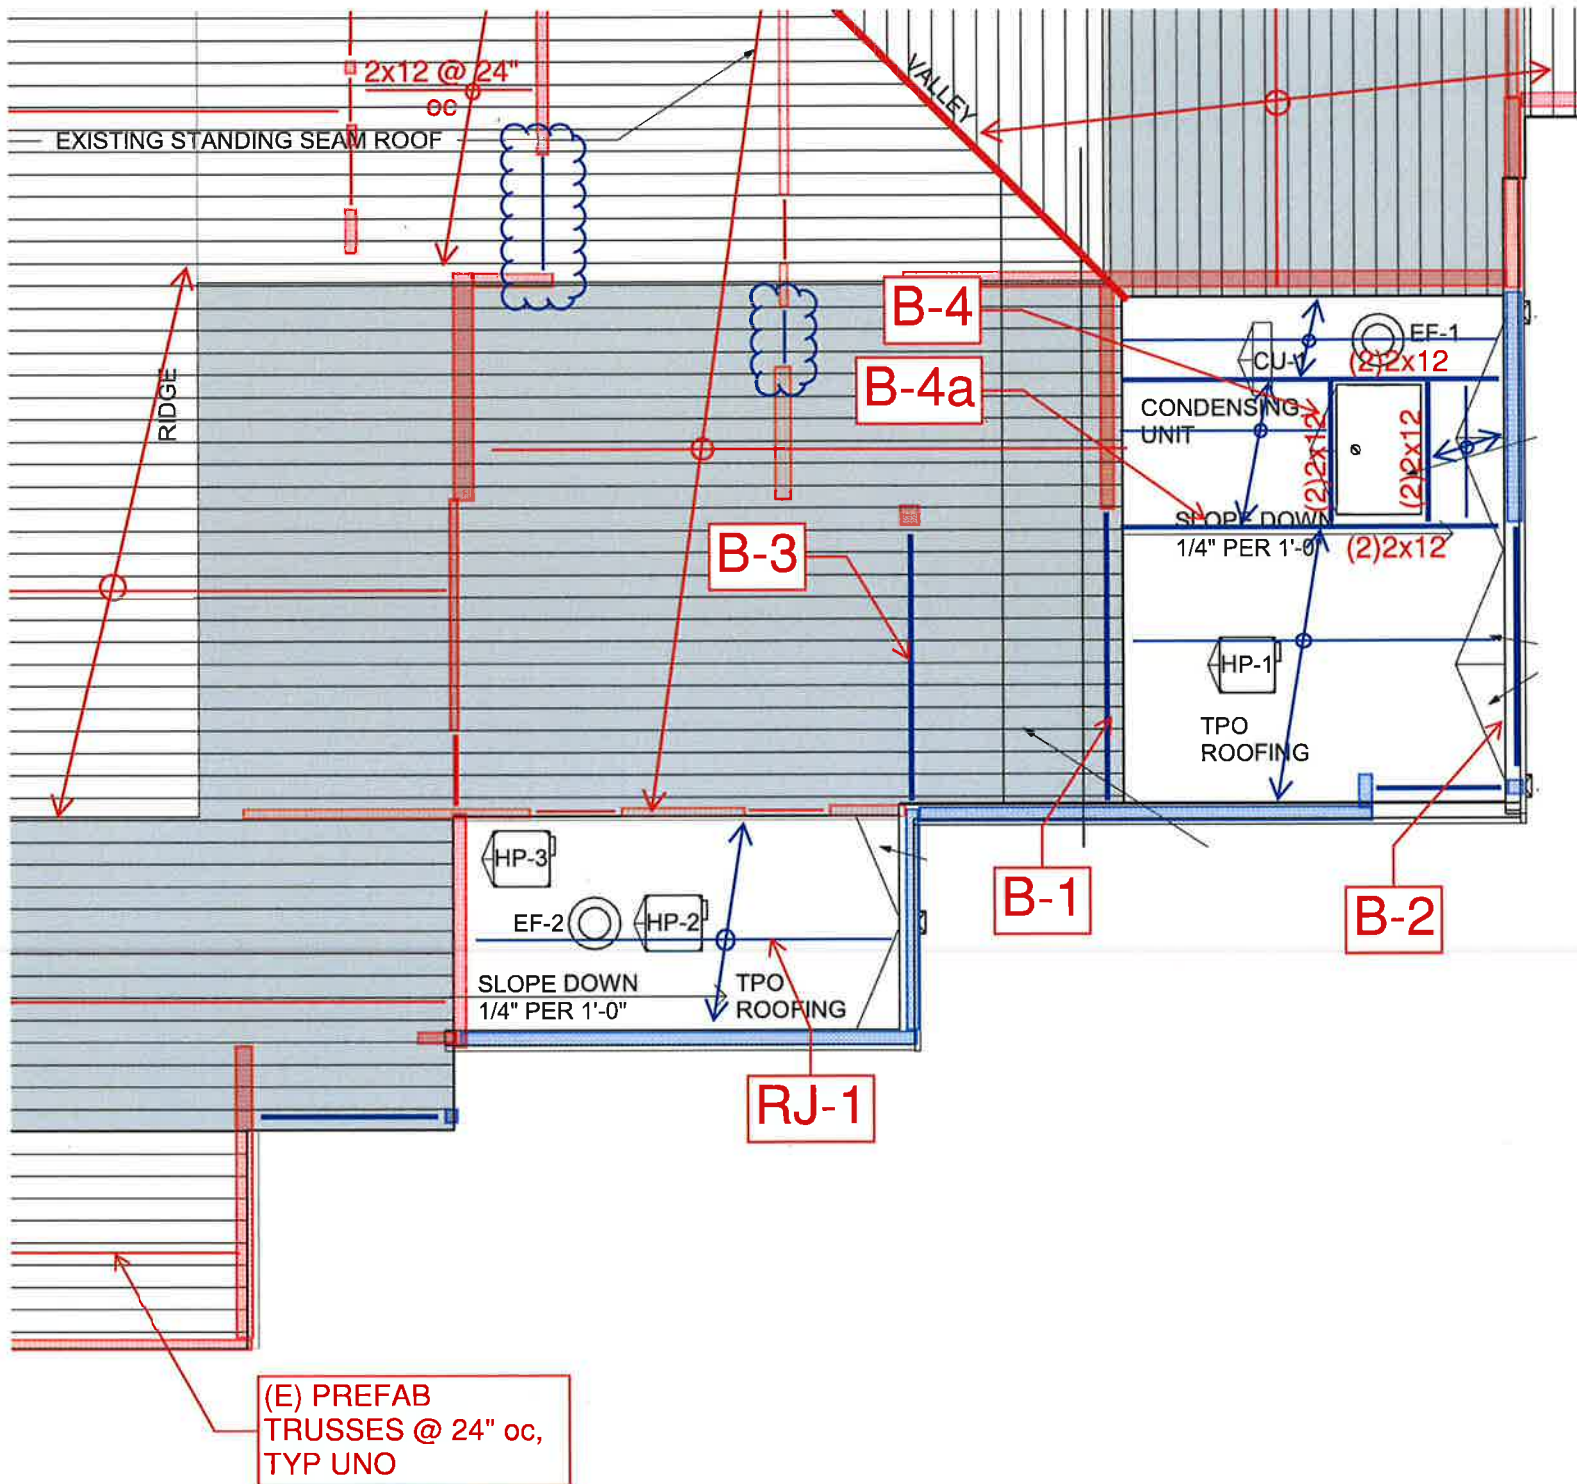 2x12 @ 24"
oc
EXISTING STANDING SEAM ROOF
VALLEY
RIDGE
B-4
B-4a
CU-1
EF-1
(2)2x12
CONDENSING
UNIT
(2)2x12
(2)2x12
SLOPE DOWN
1/4" PER 1'-0"
(2)2x12
B-3
HP-1
TPO
ROOFING
HP-3
EF-2
HP-2
SLOPE DOWN
1/4" PER 1'-0"
TPO
ROOFING
B-1
B-2
RJ-1
(E) PREFAB
TRUSSES @ 24" oc,
TYP UNO